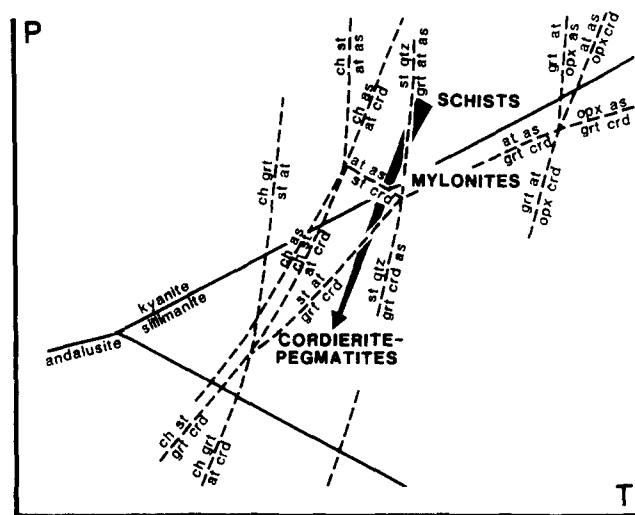 P
ch st
at as
ch as
at crd
st qtz
grt at as
grt at
opx as
at as
opx crd
SCHISTS
at as
grt crd
opx as
grt crd
ch grt
st at
at as
st crd
MYLONITES
grt at
opx crd
ch as
at crd
st at
grt crd
st qtz
grt crd as
kyanite
sillimanite
andalusite
CORDIERITE-
PEGMATITES
ch st
grt crd
ch grt
at crd
T